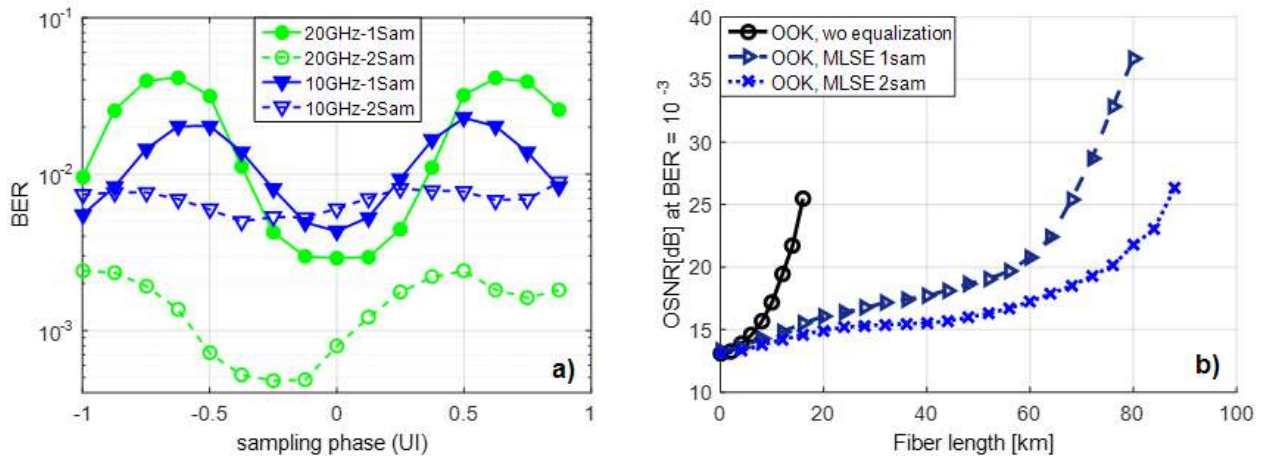 BER
10^-1
10^-2
10^-3
20GHz-1Sam
20GHz-2Sam
10GHz-1Sam
10GHz-2Sam
a)
-1 -0.5 0 0.5 1
sampling phase (UI)
OSNR[dB] at BER = 10^-3
40
35
30
25
20
15
10
OOK, wo equalization
OOK, MLSE 1sam
OOK, MLSE 2sam
b)
0 20 40 60 80 100
Fiber length [km]